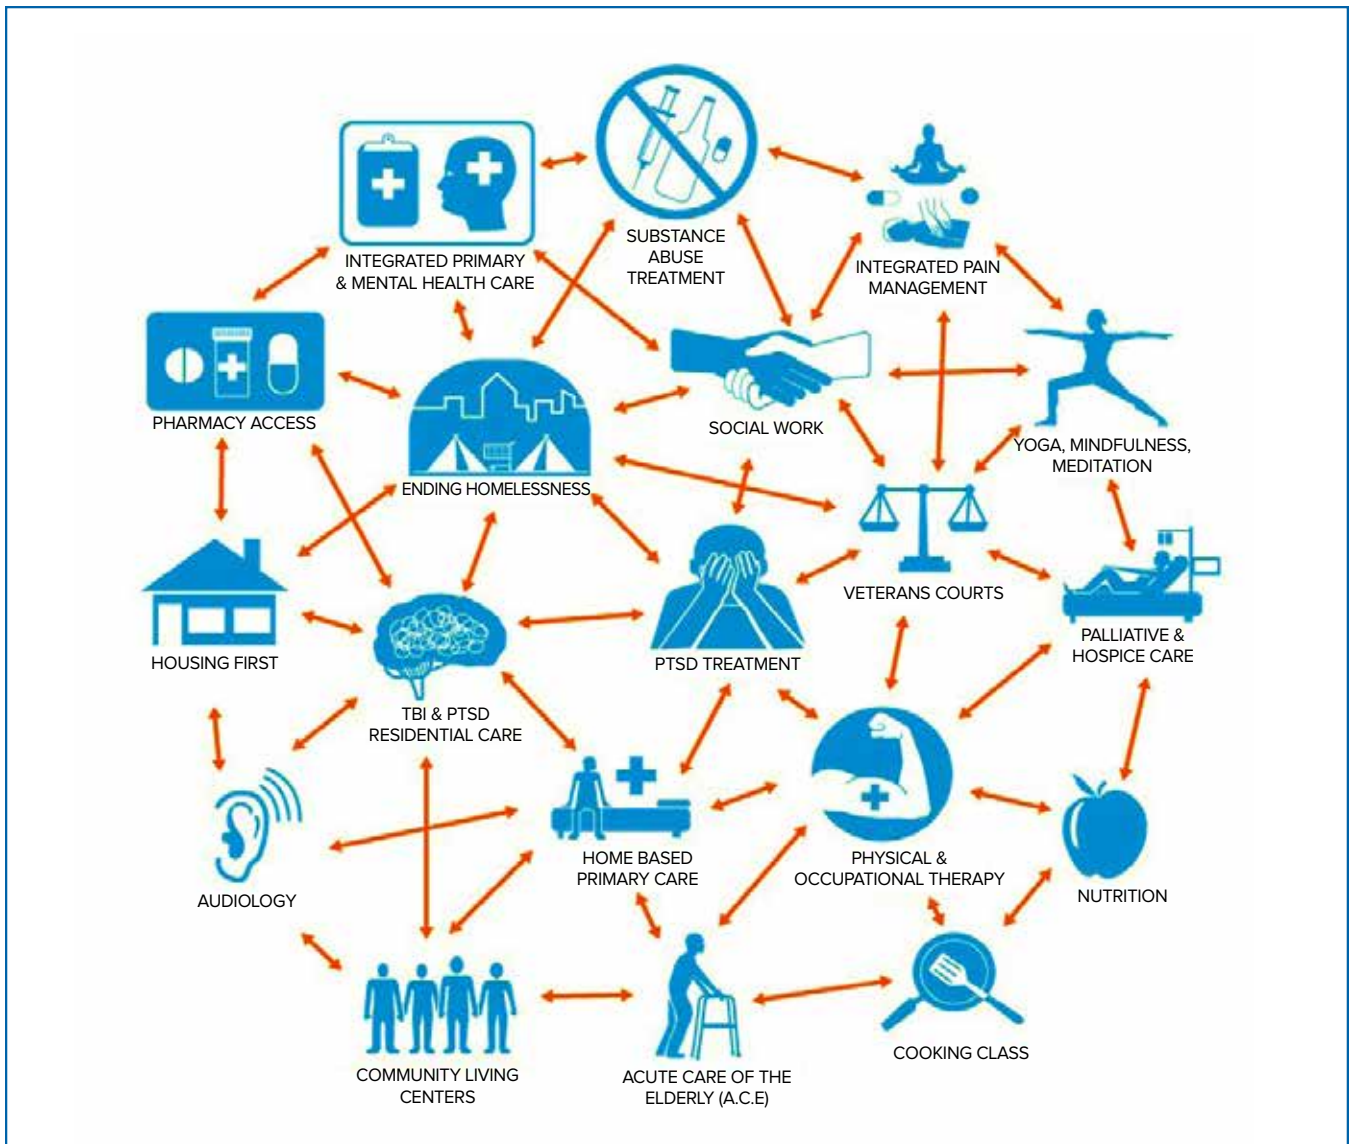 SUBSTANCE
ABUSE
TREATMENT
INTEGRATED PRIMARY
& MENTAL HEALTH CARE
INTEGRATED PAIN
MANAGEMENT
PHARMACY ACCESS
SOCIAL WORK
YOGA, MINDFULNESS,
MEDITATION
ENDING HOMELESSNESS
VETERANS COURTS
HOUSING FIRST
PTSD TREATMENT
PALLIATIVE &
HOSPICE CARE
TBI & PTSD
RESIDENTIAL CARE
HOME BASED
PRIMARY CARE
PHYSICAL &
OCCUPATIONAL THERAPY
NUTRITION
AUDIOLOGY
COMMUNITY LIVING
CENTERS
ACUTE CARE OF THE
ELDERLY (A.C.E)
COOKING CLASS